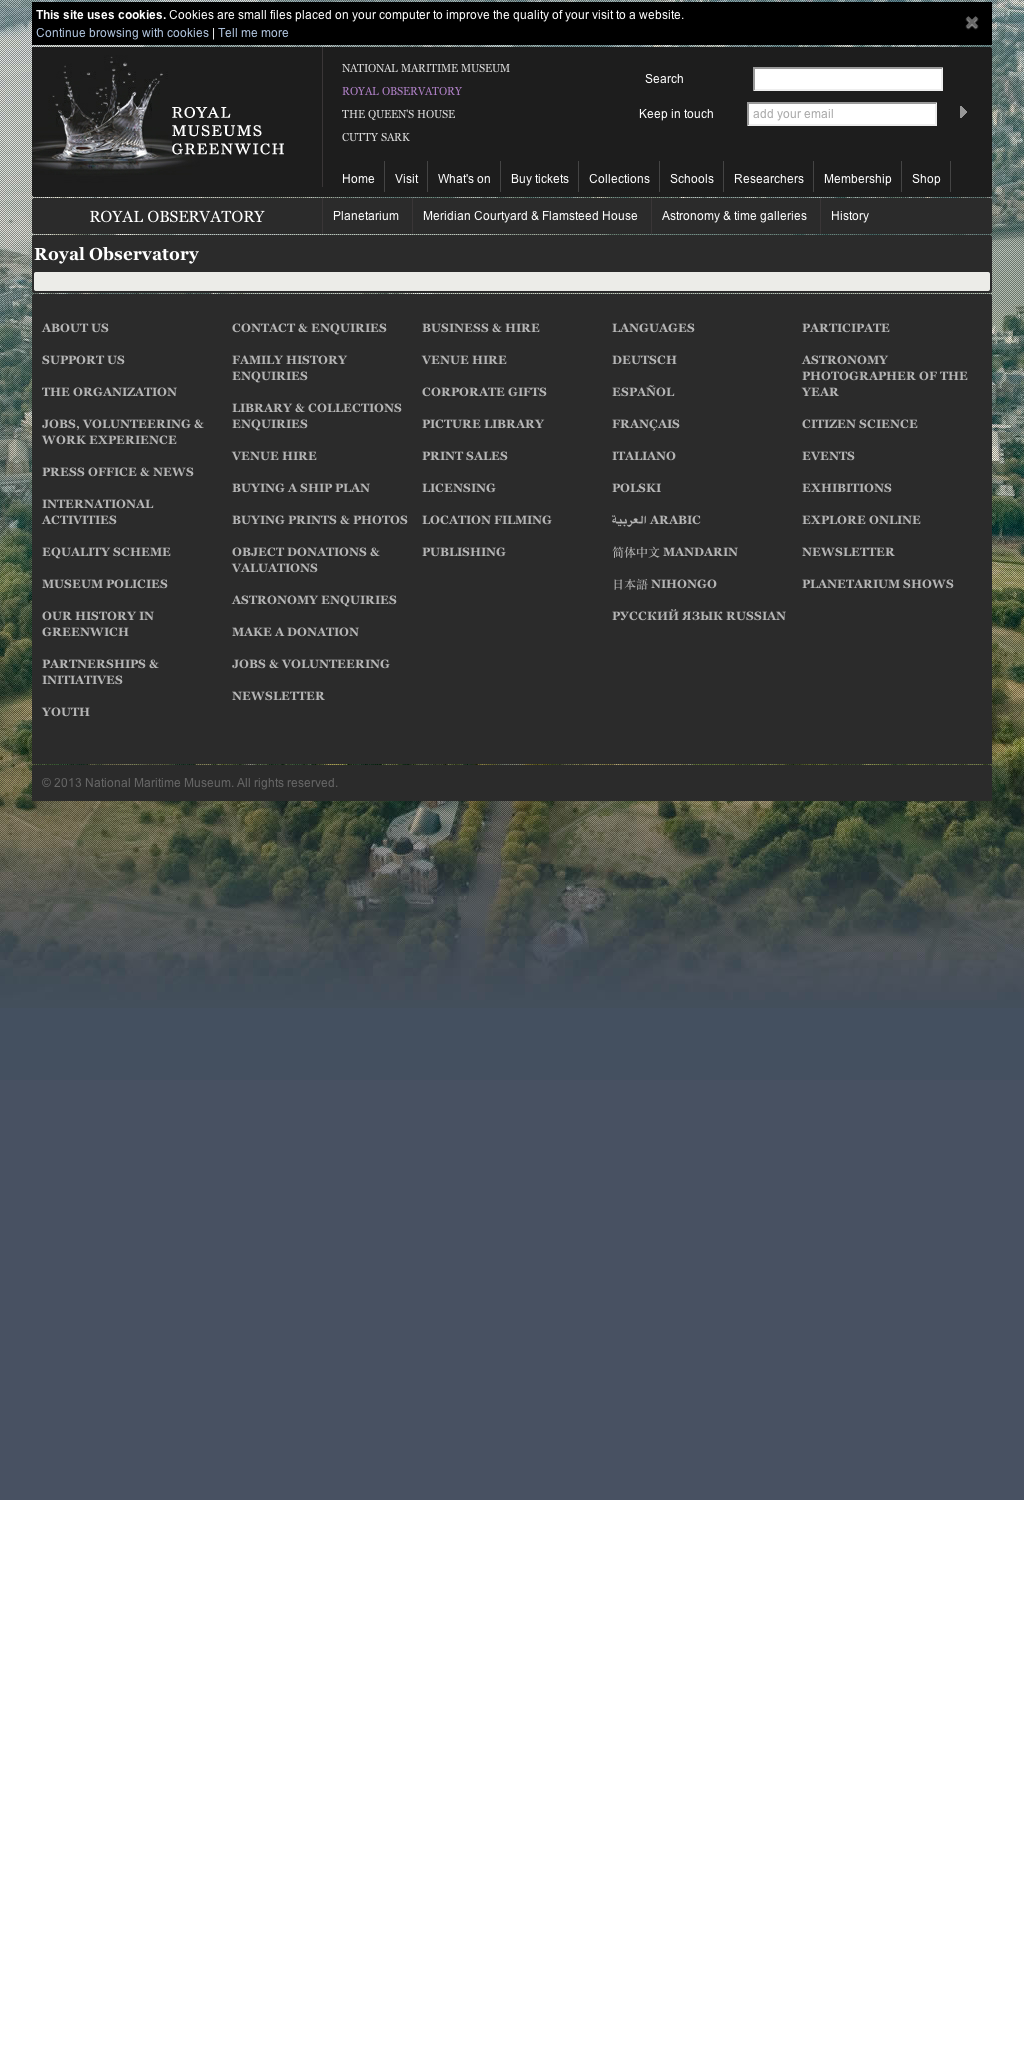 This site uses cookies. Cookies are small files placed on your computer to improve the quality of your visit to a website.
Continue browsing with cookies | Tell me more
ROYAL
MUSEUMS
GREENWICH
NATIONAL MARITIME MUSEUM
ROYAL OBSERVATORY
THE QUEEN'S HOUSE
CUTTY SARK
Search
Keep in touch
add your email
Home
Visit
What's on
Buy tickets
Collections
Schools
Researchers
Membership
Shop
ROYAL OBSERVATORY
Planetarium
Meridian Courtyard & Flamsteed House
Astronomy & time galleries
History
Royal Observatory
ABOUT US
SUPPORT US
THE ORGANIZATION
JOBS, VOLUNTEERING &
WORK EXPERIENCE
PRESS OFFICE & NEWS
INTERNATIONAL
ACTIVITIES
EQUALITY SCHEME
MUSEUM POLICIES
OUR HISTORY IN
GREENWICH
PARTNERSHIPS &
INITIATIVES
YOUTH
CONTACT & ENQUIRIES
FAMILY HISTORY
ENQUIRIES
LIBRARY & COLLECTIONS
ENQUIRIES
VENUE HIRE
BUYING A SHIP PLAN
BUYING PRINTS & PHOTOS
OBJECT DONATIONS &
VALUATIONS
ASTRONOMY ENQUIRIES
MAKE A DONATION
JOBS & VOLUNTEERING
NEWSLETTER
BUSINESS & HIRE
VENUE HIRE
CORPORATE GIFTS
PICTURE LIBRARY
PRINT SALES
LICENSING
LOCATION FILMING
PUBLISHING
LANGUAGES
DEUTSCH
ESPAÑOL
FRANÇAIS
ITALIANO
POLSKI
العربية ARABIC
简体中文 MANDARIN
日本語 NIHONGO
РУССКИЙ ЯЗЫК RUSSIAN
PARTICIPATE
ASTRONOMY
PHOTOGRAPHER OF THE
YEAR
CITIZEN SCIENCE
EVENTS
EXHIBITIONS
EXPLORE ONLINE
NEWSLETTER
PLANETARIUM SHOWS
© 2013 National Maritime Museum. All rights reserved.